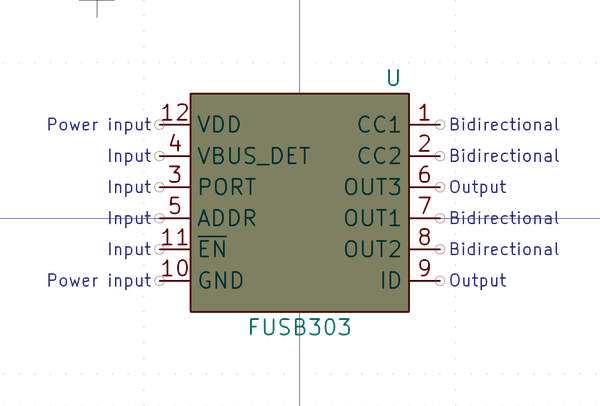 U
12 1
Power input VDD CC1 Bidirectional
4 2
Input VBUS_DET CC2 Bidirectional
3 6
Input PORT OUT3 Output
5 7
Input ADDR OUT1 Bidirectional
11 8
Input EN OUT2 Bidirectional
10 9
Power input GND ID Output
FUSB303